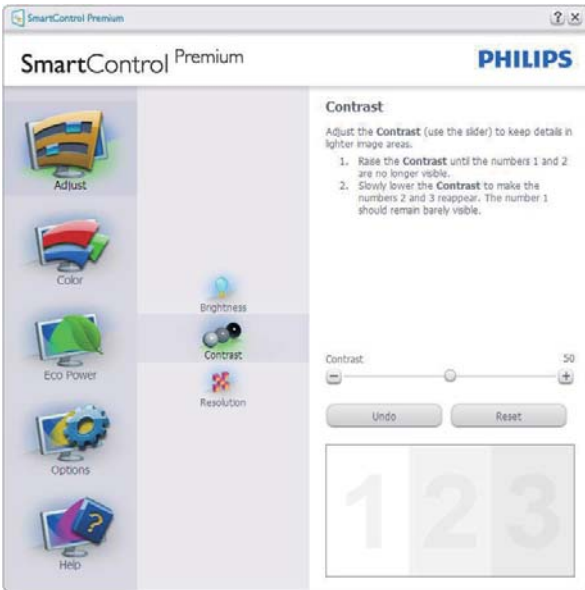 SmartControl Premium
SmartControl Premium
PHILIPS
Adjust
Color
Eco Power
Options
Help
Brightness
Contrast
Resolution
Contrast
Adjust the Contrast (use the slider) to keep details in
lighter image areas.
1. Raise the Contrast until the numbers 1 and 2
are no longer visible.
2. Slowly lower the Contrast to make the
numbers 2 and 3 reappear. The number 1
should remain barely visible.
Contrast 50
Undo Reset
1 2 3